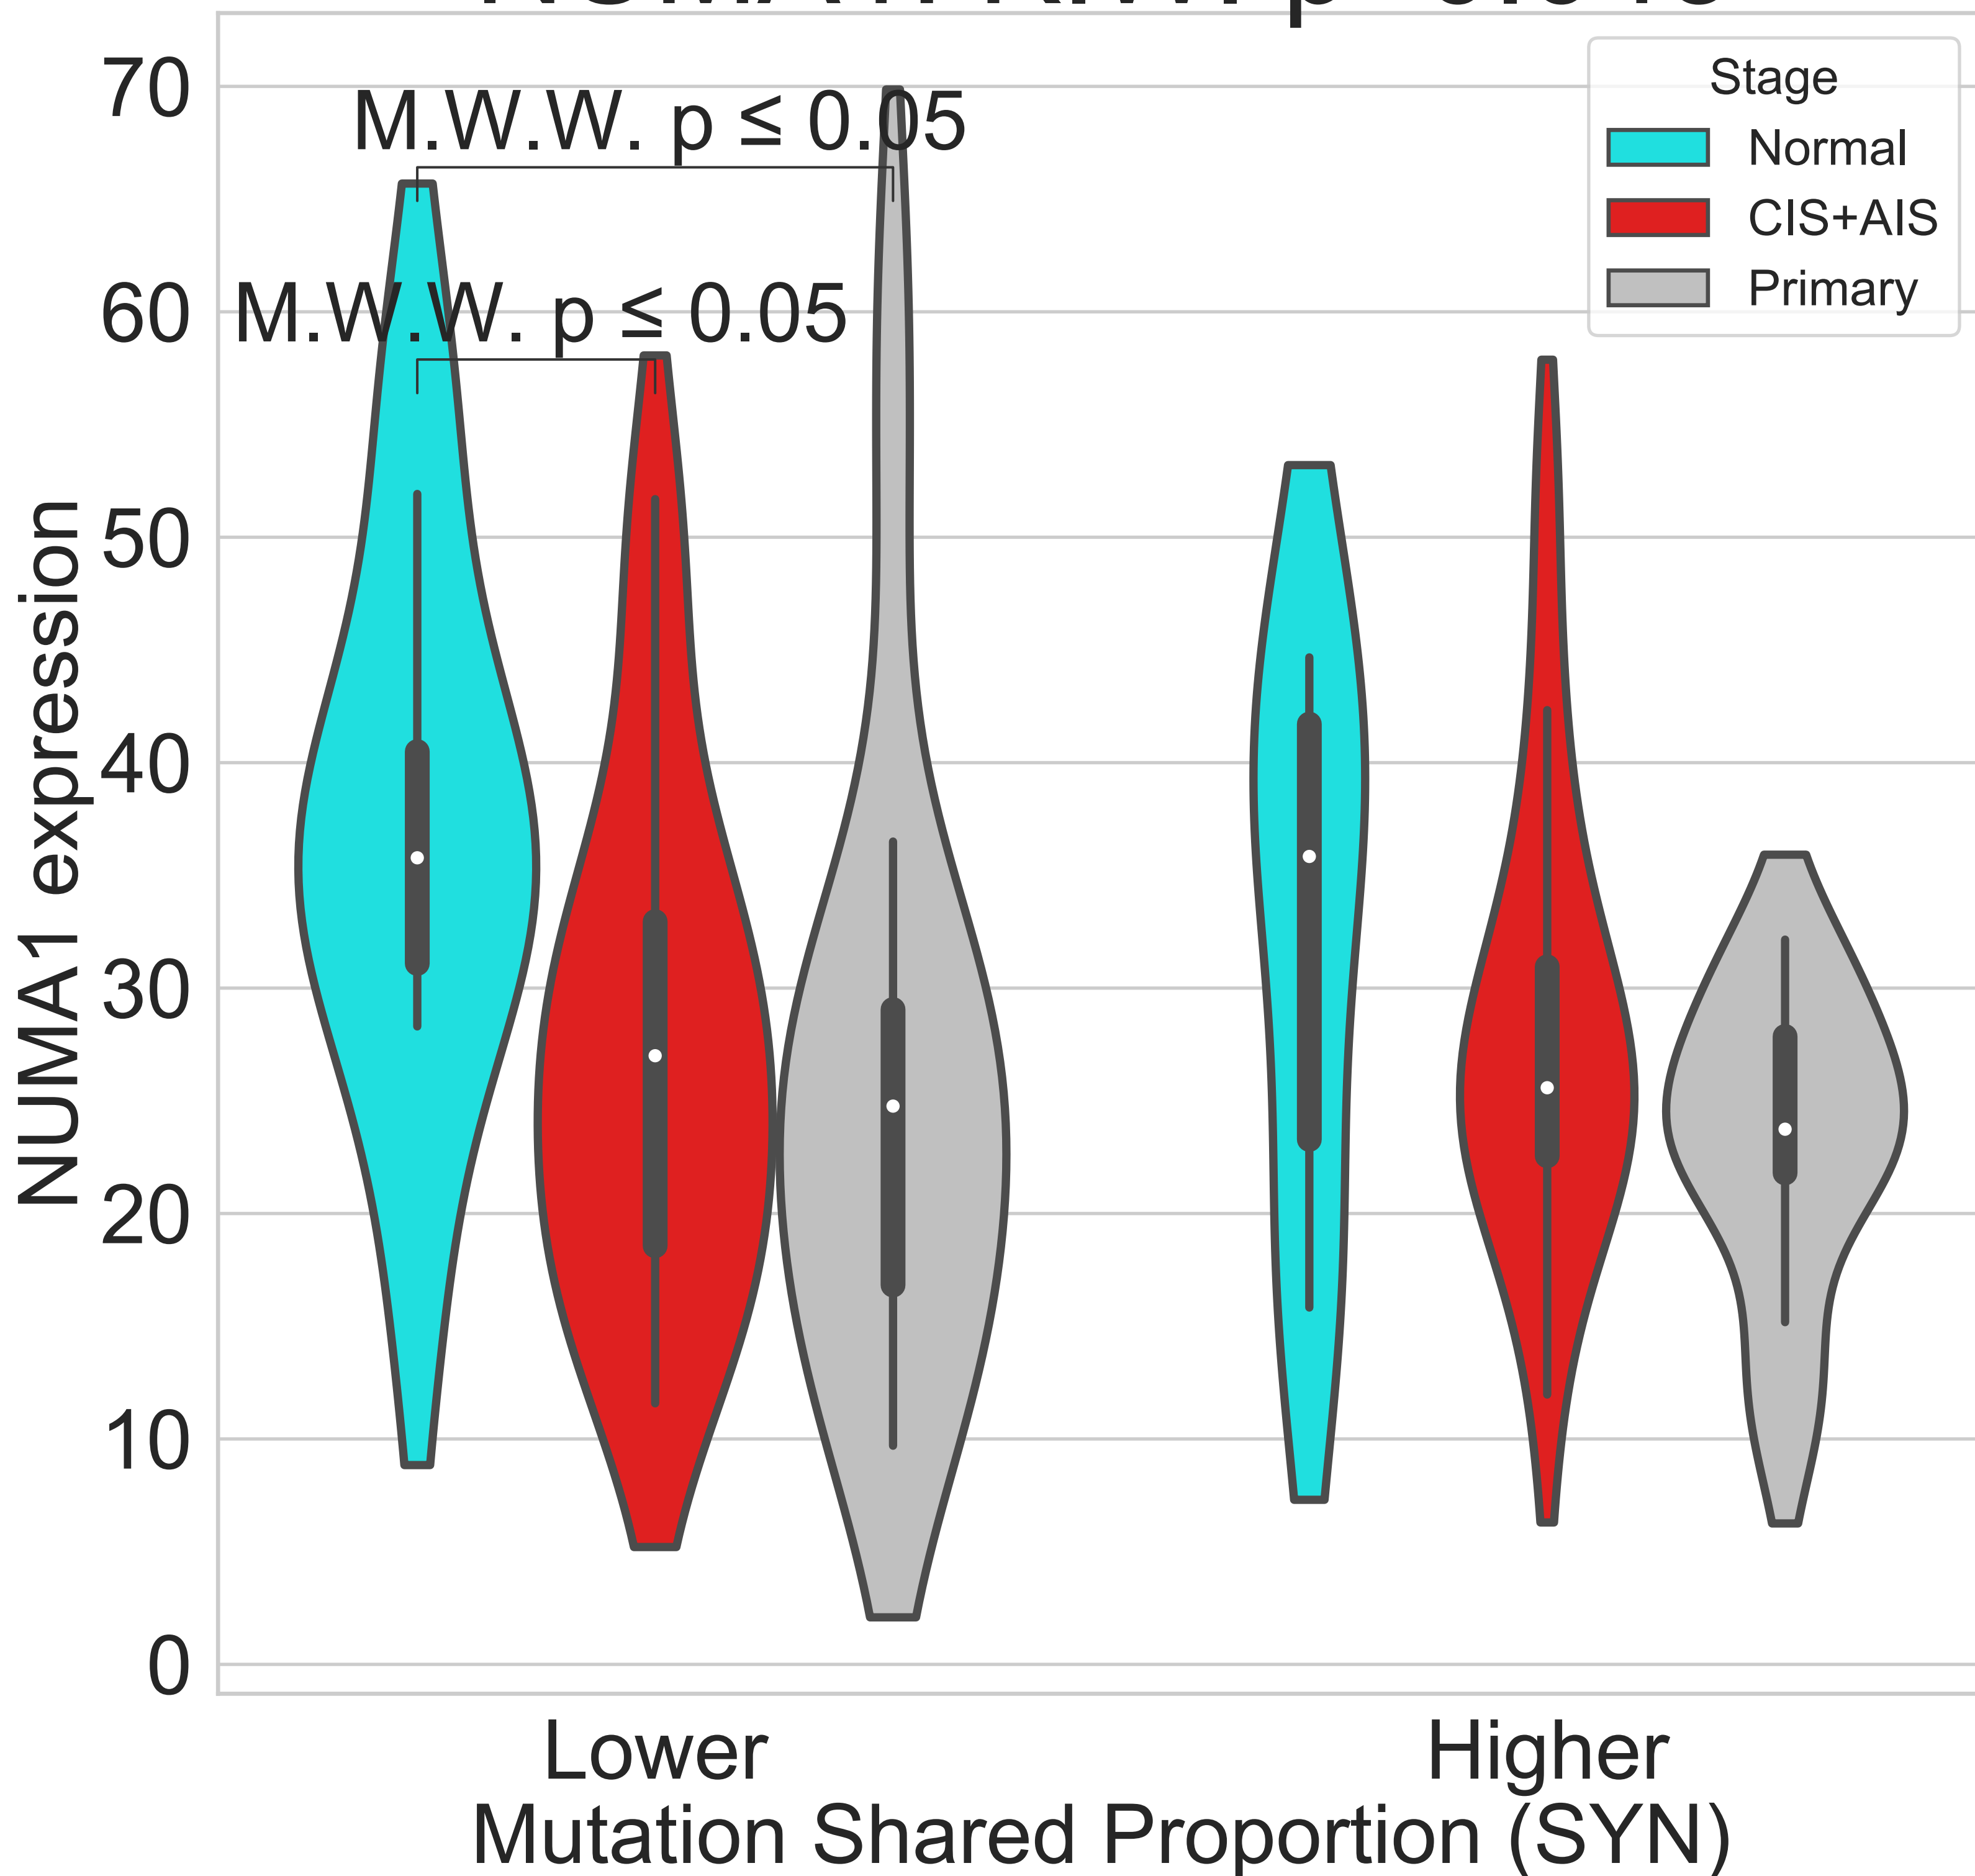 70
60
50
40
30
20
10
0
NUMA1 expression
M.W.W. p ≤ 0.05
M.W.W. p ≤ 0.05
Stage
Normal
CIS+AIS
Primary
Lower
Higher
Mutation Shared Proportion (SYN)